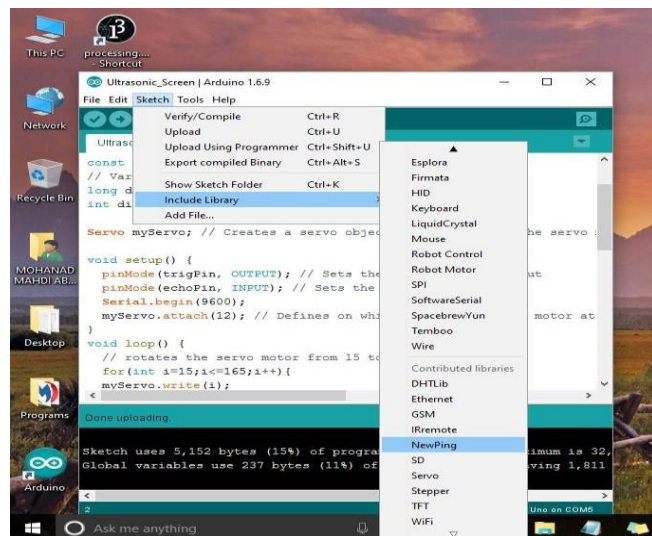 This PC
processing....
- Shortcut
Network
Recycle Bin
MOHANAD
MAHDI AB...
Desktop
Programs
Arduino
Ultrasonic_Screen | Arduino 1.6.9
File Edit Sketch Tools Help
Verify/Compile Ctrl+R
Upload Ctrl+U
Upload Using Programmer Ctrl+Shift+U
Export compiled Binary Ctrl+Alt+S
Show Sketch Folder Ctrl+K
Include Library
Add File...
Esplora
Firmata
HID
Keyboard
LiquidCrystal
Mouse
Robot Control
Robot Motor
SPI
SoftwareSerial
SpacebrewYun
Temboo
Wire
Contributed libraries
DHTLib
Ethernet
GSM
IRremote
NewPing
SD
Servo
Stepper
TFT
WiFi
Ultraso
const
// Var
long d
int di
Servo myServo; // Creates a servo objec he servo
void setup() {
pinMode(trigPin, OUTPUT); // Sets the ut
pinMode(echoPin, INPUT); // Sets the
Serial.begin(9600);
myServo.attach(12); // Defines on whi motor at
}
void loop() {
// rotates the servo motor from 15 to
for(int i=15;i<=165;i++){
myServo.write(i);
Done uploading.
Sketch uses 5,152 bytes (15%) of progra ximum is 32,
Global variables use 237 bytes (11%) of aving 1,811
2 Uno on COM5
Ask me anything